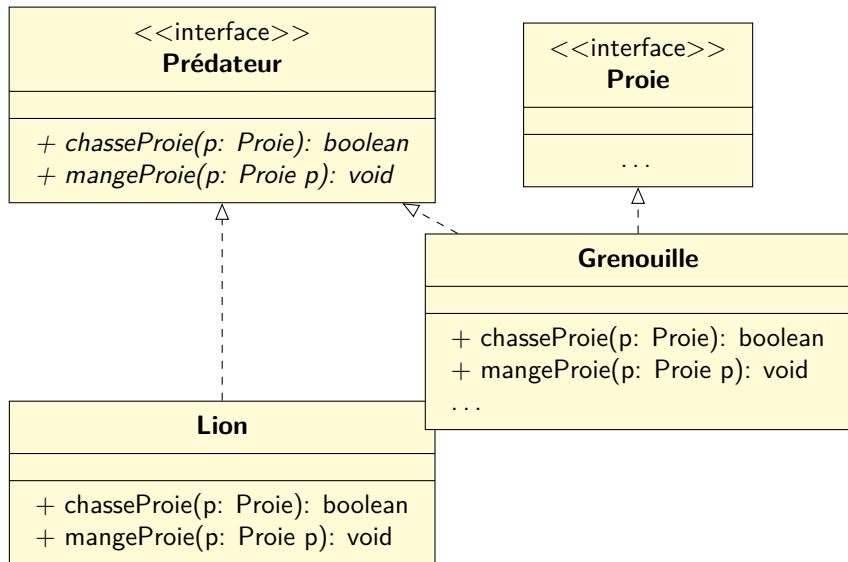 <<interface>>
Prédateur
+ chasseProie(p: Proie): boolean
+ mangeProie(p: Proie p): void
<<interface>>
Proie
...
Grenouille
+ chasseProie(p: Proie): boolean
+ mangeProie(p: Proie p): void
...
Lion
+ chasseProie(p: Proie): boolean
+ mangeProie(p: Proie p): void